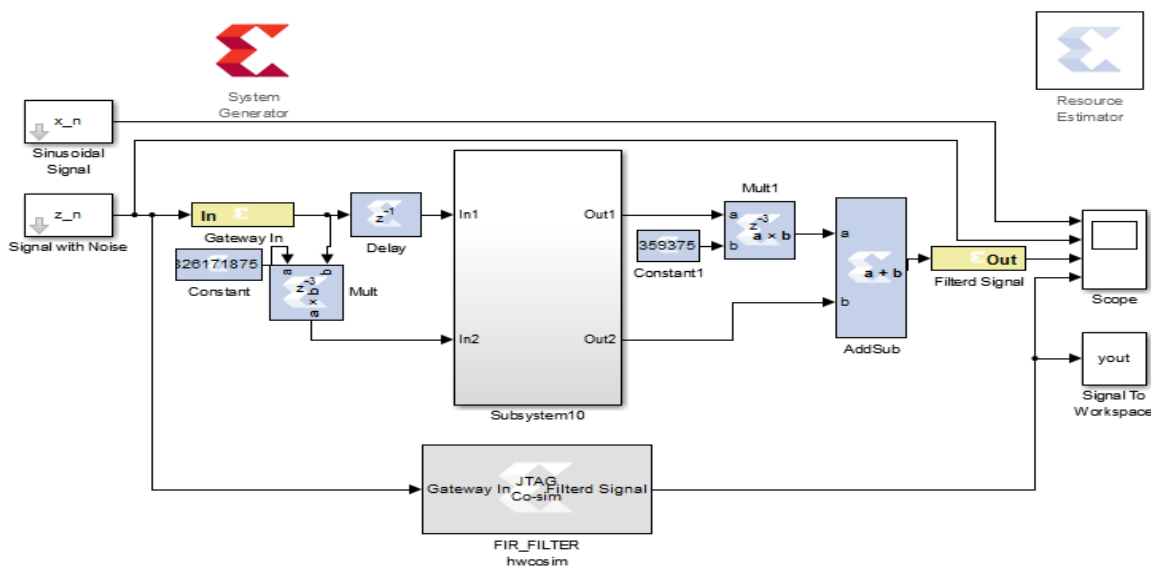 System
Generator
Resource
Estimator
x_n
Sinusoidal
Signal
z_n
Signal with Noise
In
Gateway In
z⁻¹
Delay
326171875
Constant
a
b
z⁻³
a × b
Mult
In1
In2
Out1
Out2
Subsystem10
359375
Constant1
Mult1
a
b
z⁻³
a × b
a
b
a + b
AddSub
Out
Filterd Signal
Scope
yout
Signal To
Workspace
Gateway In
JTAG
Co-sim
Filterd Signal
FIR_FILTER
hwcosim